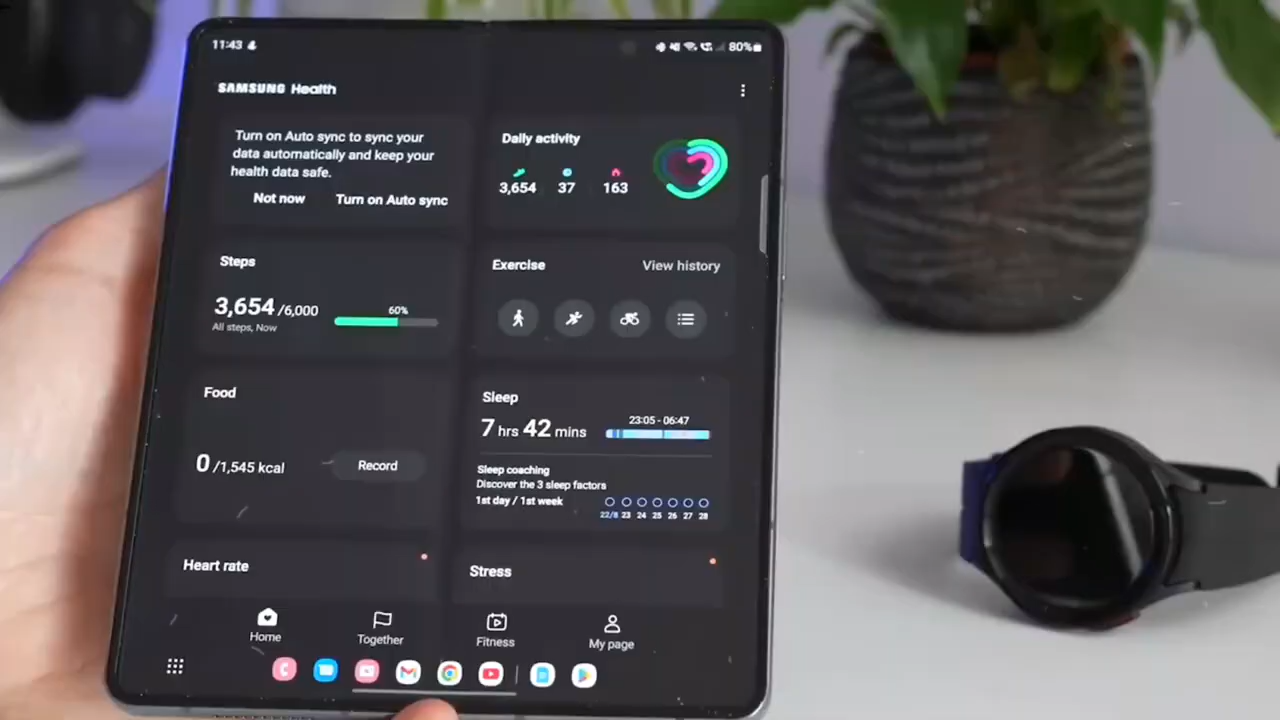 11:43
80%
SAMSUNG Health
Turn on Auto sync to sync your
data automatically and keep your
health data safe.
Not now
Turn on Auto sync
Daily activity
3,654
37
163
Steps
3,654 /6,000
All steps, Now
60%
Exercise
View history
Food
0 /1,545 kcal
Record
Sleep
7 hrs 42 mins
23:05 - 06:47
Sleep coaching
Discover the 3 sleep factors
1st day / 1st week
22/8 23 24 25 26 27 28
Heart rate
Stress
Home
Together
Fitness
My page